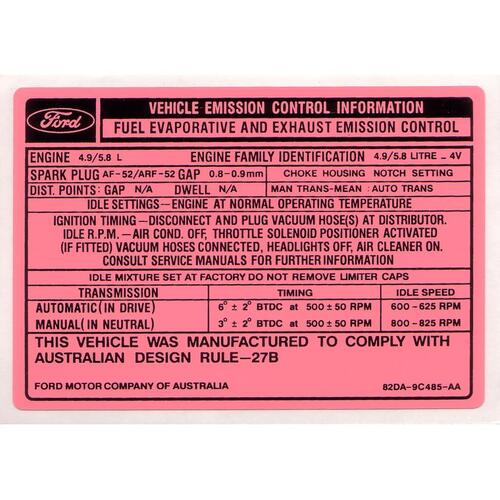 Ford
VEHICLE EMISSION CONTROL INFORMATION
FUEL EVAPORATIVE AND EXHAUST EMISSION CONTROL
ENGINE 4.9/5.8 L ENGINE FAMILY IDENTIFICATION 4.9/5.8 LITRE – 4V
SPARK PLUG AF-52/ARF-52 GAP 0.8-0.9mm CHOKE HOUSING NOTCH SETTING
DIST. POINTS: GAP N/A DWELL N/A MAN TRANS-MEAN : AUTO TRANS
IDLE SETTINGS—ENGINE AT NORMAL OPERATING TEMPERATURE
IGNITION TIMING – DISCONNECT AND PLUG VACUUM HOSE(S) AT DISTRIBUTOR.
IDLE R.P.M. – AIR COND. OFF, THROTTLE SOLENOID POSITIONER ACTIVATED
(IF FITTED) VACUUM HOSES CONNECTED, HEADLIGHTS OFF, AIR CLEANER ON.
CONSULT SERVICE MANUALS FOR FURTHER INFORMATION
IDLE MIXTURE SET AT FACTORY DO NOT REMOVE LIMITER CAPS
TRANSMISSION TIMING IDLE SPEED
AUTOMATIC (IN DRIVE) 6° ± 2° BTDC at 500 ± 50 RPM 600 – 625 RPM
MANUAL (IN NEUTRAL) 3° ± 2° BTDC at 500 ± 50 RPM 800 – 825 RPM
THIS VEHICLE WAS MANUFACTURED TO COMPLY WITH
AUSTRALIAN DESIGN RULE—27B
FORD MOTOR COMPANY OF AUSTRALIA 82DA-9C485-AA